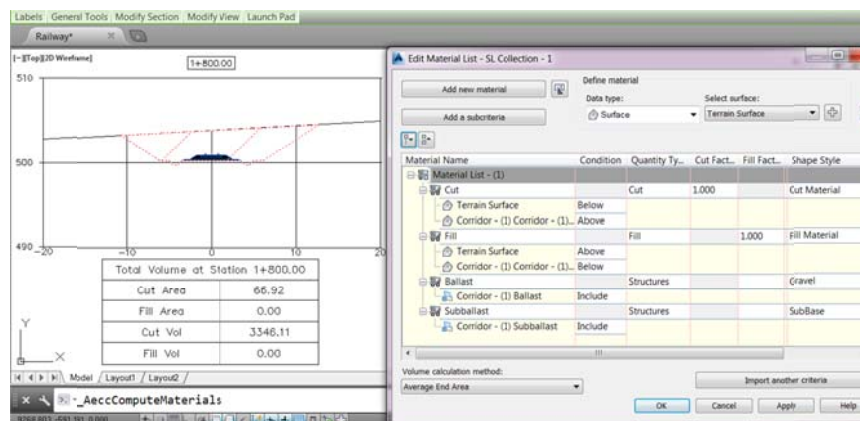 Labels General Tools Modify Section Modify View Launch Pad
Railway*
[−][Top][2D Wireframe]
1+800.00
510
500
490
−20 −10 0 10 20
Total Volume at Station 1+800.00
Cut Area 66.92
Fill Area 0.00
Cut Vol 3346.11
Fill Vol 0.00
Y
X
Model Layout1 Layout2
_AeccComputeMaterials
Edit Material List - SL Collection - 1
Add new material
Define material
Data type: Select surface:
Surface Terrain Surface
Add a subcriteria
Material Name Condition Quantity Ty... Cut Fact... Fill Fact... Shape Style
Material List - (1)
Cut Cut 1.000 Cut Material
Terrain Surface Below
Corridor - (1) Corridor - (1)... Above
Fill Fill 1.000 Fill Material
Terrain Surface Above
Corridor - (1) Corridor - (1)... Below
Ballast Structures Gravel
Corridor - (1) Ballast Include
Subballast Structures SubBase
Corridor - (1) Subballast Include
Volume calculation method:
Average End Area
Import another criteria
OK Cancel Apply Help